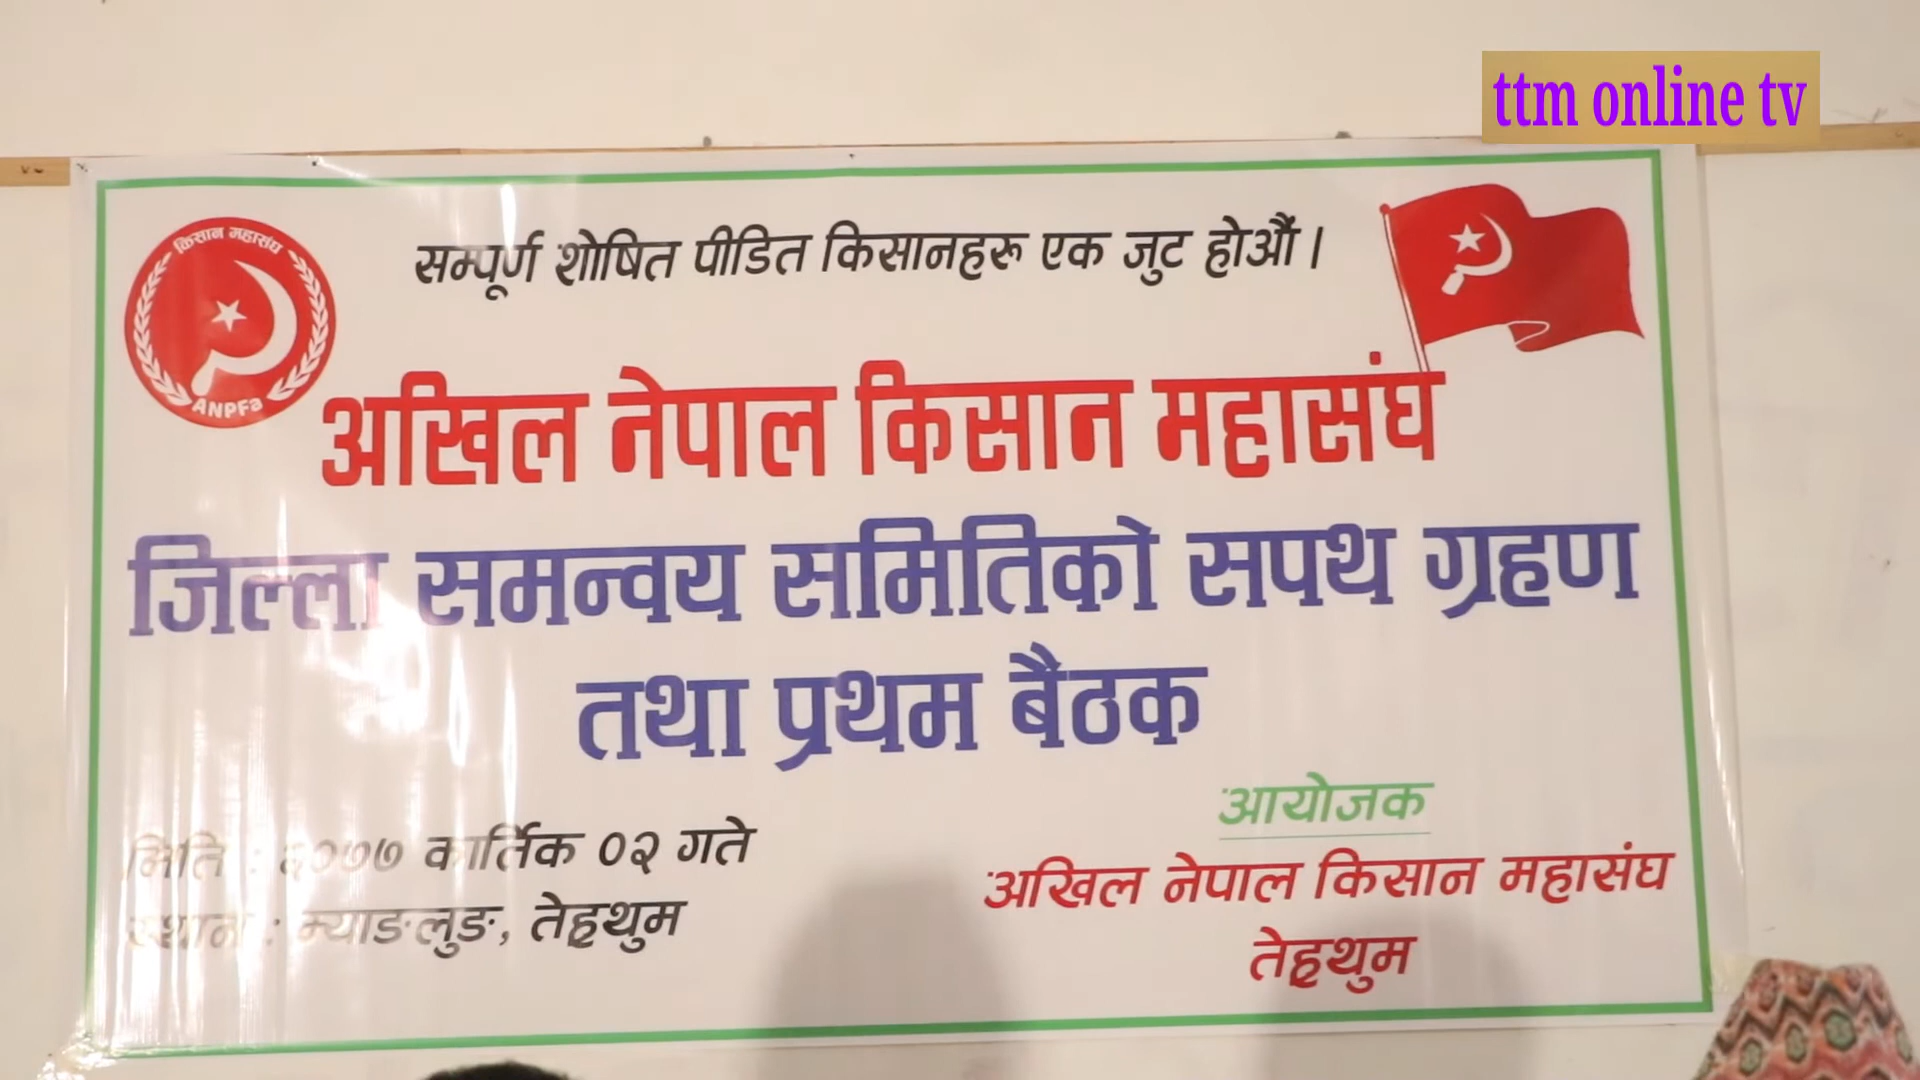 ttm online tv
किसान महासंघ
ANPFa
सम्पूर्ण शोषित पीडित किसानहरू एक जुट होऔं।
अखिल नेपाल किसान महासंघ
जिल्ला समन्वय समितिको सपथ ग्रहण
तथा प्रथम बैठक
मिति : २०७७ कार्तिक ०२ गते
स्थान : म्याङलुङ, तेह्रथुम
आयोजक
अखिल नेपाल किसान महासंघ
तेह्रथुम